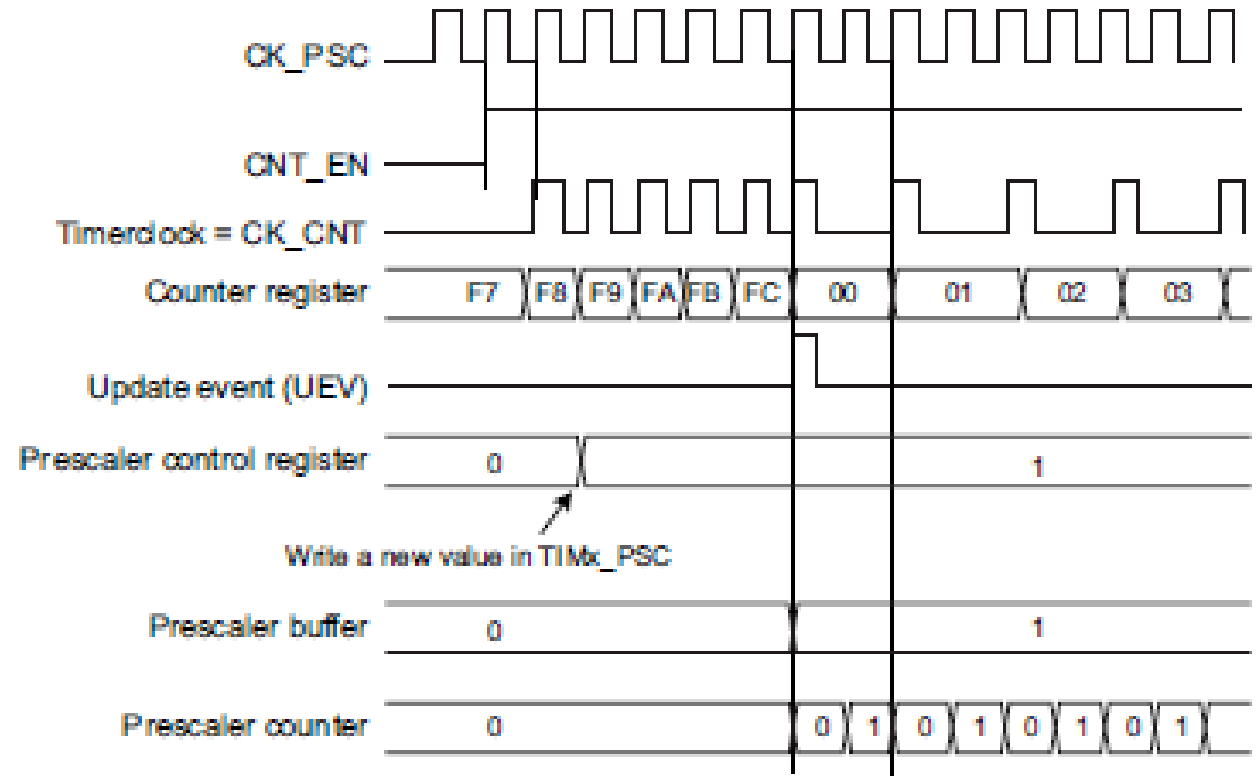 CK_PSC
CNT_EN
Timerclock = CK_CNT
Counter register F7 F8 F9 FA FB FC 00 01 02 03
Update event (UEV)
Prescaler control register 0 1
Write a new value in TIMx_PSC
Prescaler buffer 0 1
Prescaler counter 0 0 1 0 1 0 1 0 1